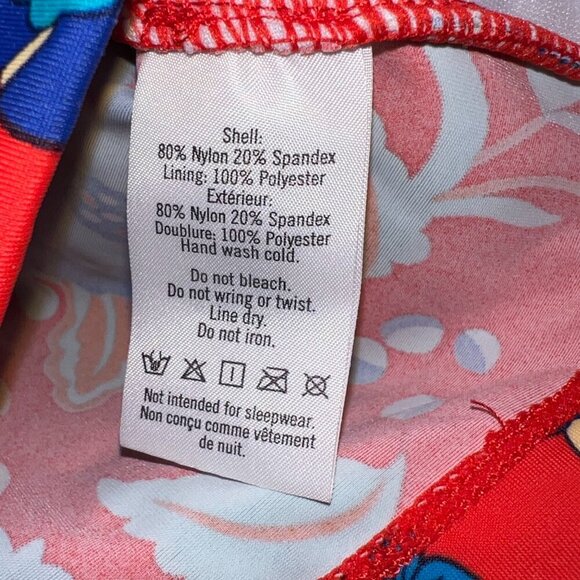 Shell:
80% Nylon 20% Spandex
Lining: 100% Polyester
Extérieur:
80% Nylon 20% Spandex
Doublure: 100% Polyester
Hand wash cold.
Do not bleach.
Do not wring or twist.
Line dry.
Do not iron.
Not intended for sleepwear.
Non conçu comme vêtement
de nuit.